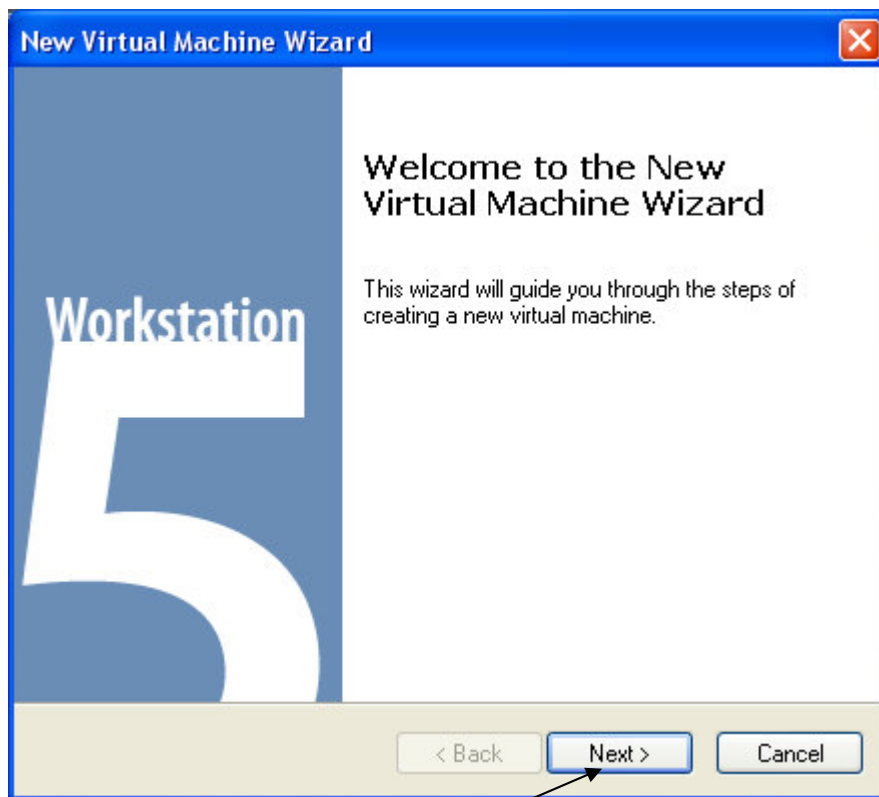 New Virtual Machine Wizard
Welcome to the New
Virtual Machine Wizard
This wizard will guide you through the steps of
creating a new virtual machine.
Workstation
5
< Back
Next >
Cancel